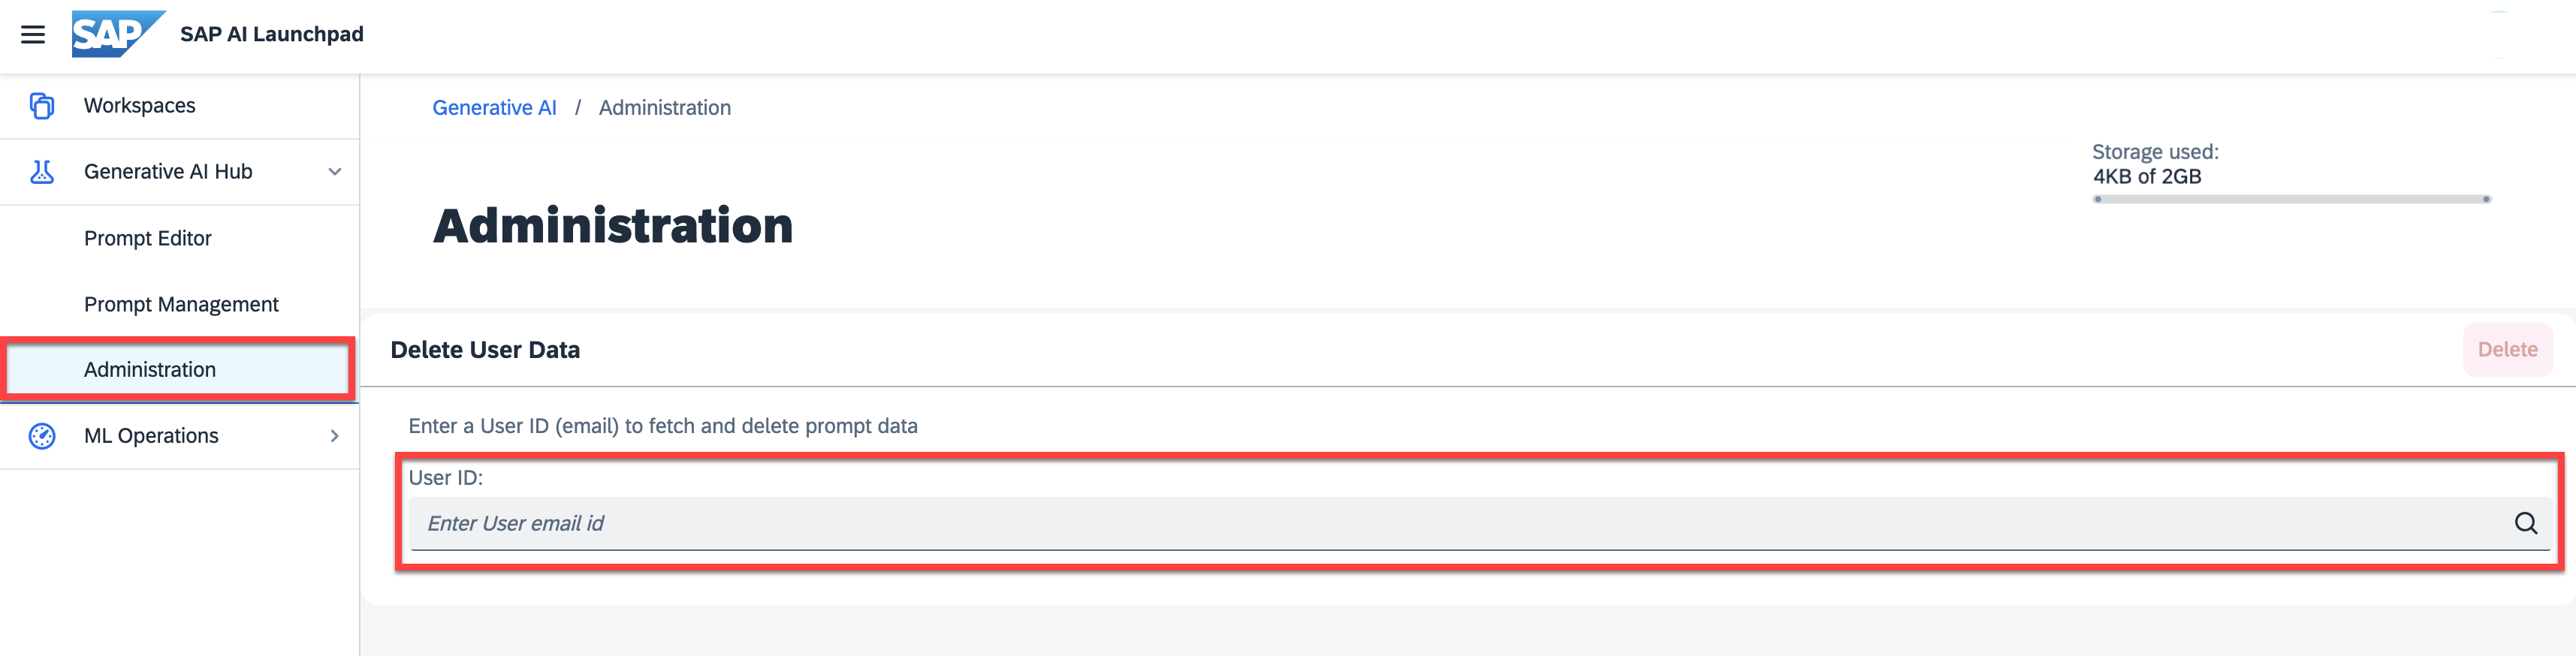 SAP SAP AI Launchpad
Workspaces
Generative AI Hub
Prompt Editor
Prompt Management
Administration
ML Operations
Generative AI / Administration
Storage used:
4KB of 2GB
Administration
Delete User Data
Delete
Enter a User ID (email) to fetch and delete prompt data
User ID:
Enter User email id